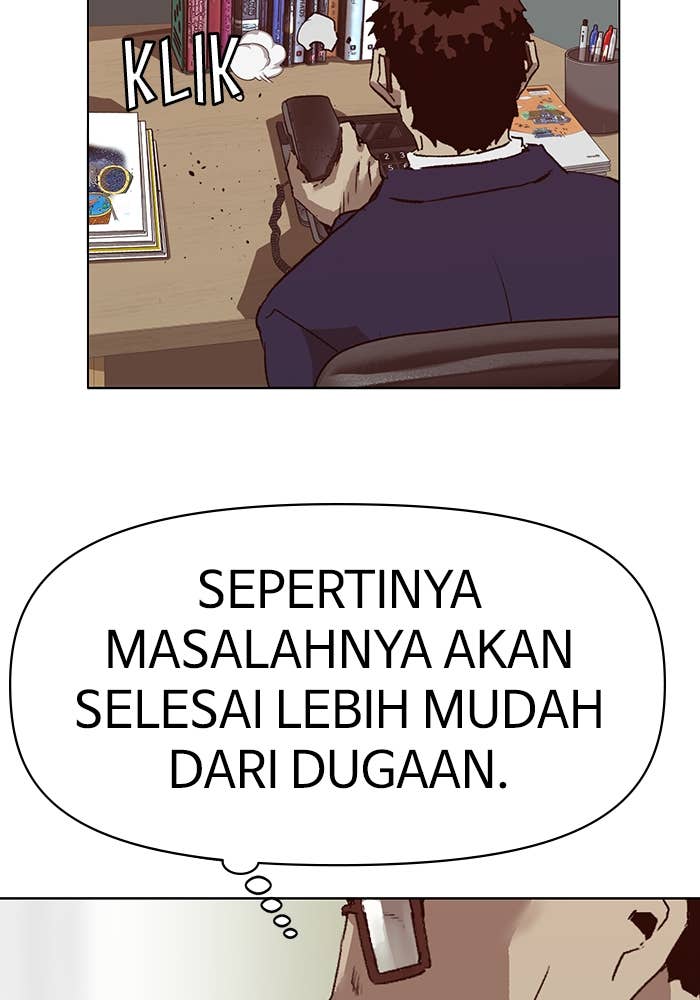 KLIK
SEPERTINYA
MASALAHNYA AKAN
SELESAI LEBIH MUDAH
DARI DUGAAN.